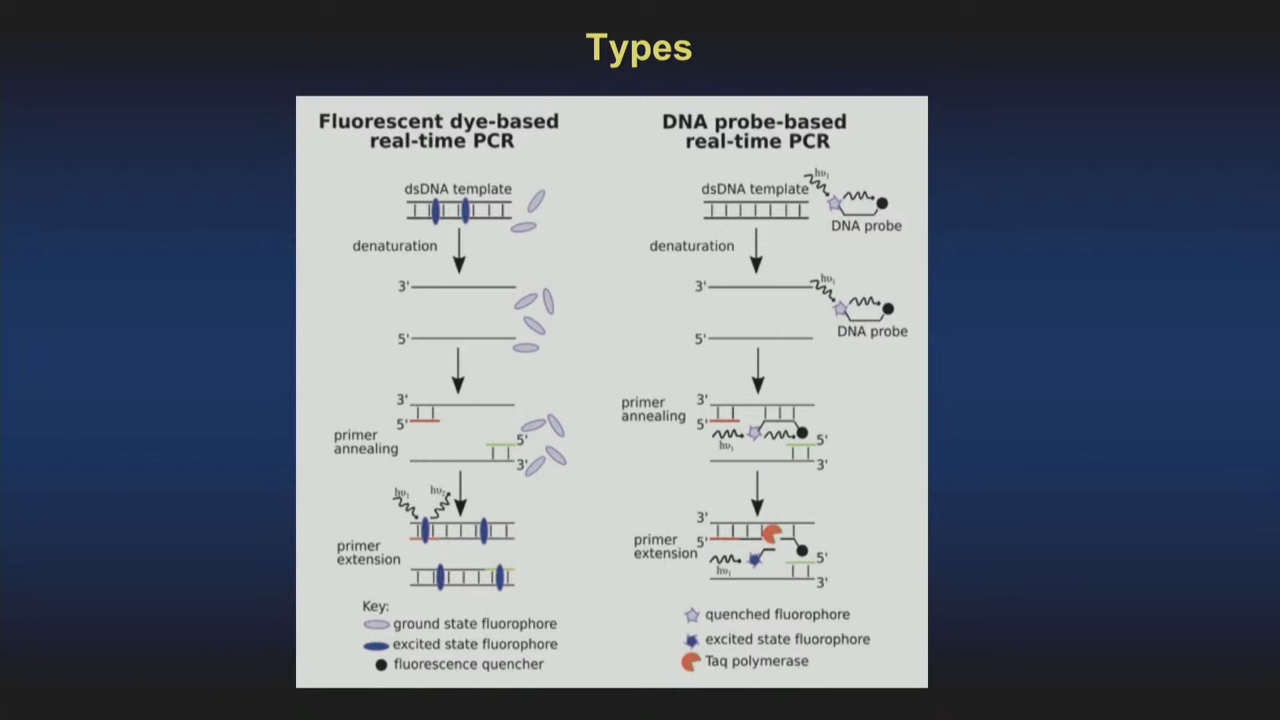 Types
Fluorescent dye-based
real-time PCR
dsDNA template
denaturation
3'
5'
3'
5'
primer
annealing
5'
3'
hυ₁
hυ₂
primer
extension
Key:
ground state fluorophore
excited state fluorophore
fluorescence quencher
DNA probe-based
real-time PCR
hυ₁
dsDNA template
DNA probe
denaturation
3'
hυ₁
DNA probe
5'
primer
annealing
3'
5'
hυ₁
5'
3'
primer
extension
3'
5'
hυ₁
5'
3'
quenched fluorophore
excited state fluorophore
Taq polymerase